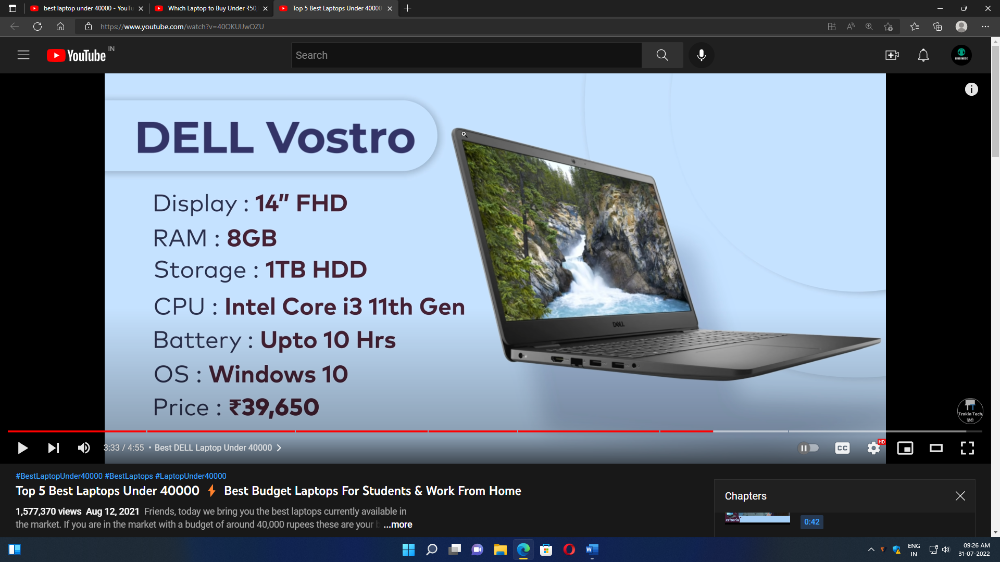 best laptop under 40000 - YouTu
Which Laptop to Buy Under ₹50,
Top 5 Best Laptops Under 40000
https://www.youtube.com/watch?v=40OKUlJwOZU
YouTube IN
Search
HINDI MUSIC
DELL Vostro
Display : 14" FHD
RAM : 8GB
Storage : 1TB HDD
CPU : Intel Core i3 11th Gen
Battery : Upto 10 Hrs
OS : Windows 10
Price : ₹39,650
DELL
Trakin Tech
हिंदी
3:33 / 4:55 • Best DELL Laptop Under 40000
CC
HD
#BestLaptopUnder40000 #BestLaptops #LaptopUnder40000
Top 5 Best Laptops Under 40000 ⚡ Best Budget Laptops For Students & Work From Home
1,577,370 views Aug 12, 2021 Friends, today we bring you the best laptops currently available in
the market. If you are in the market with a budget of around 40,000 rupees these are your b ...more
Chapters
criteria
0:42
ENG
IN
09:26 AM
31-07-2022